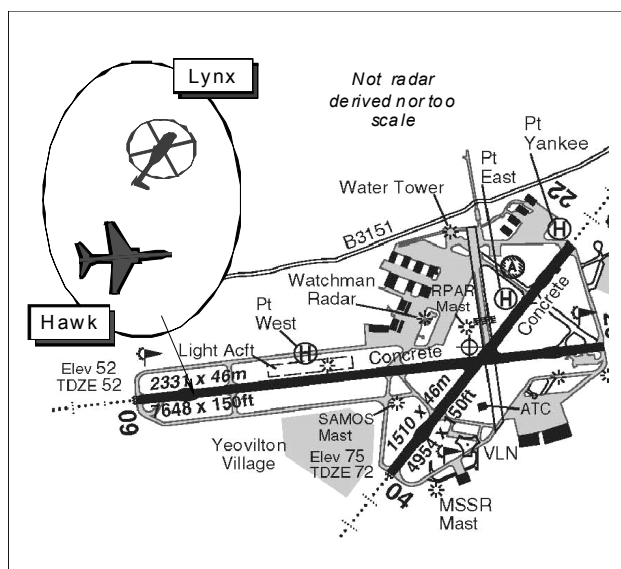 Lynx
Not radar
derived nor too
scale
Pt
Yankee
Pt
East
Water Tower
22
B3151
A
H
H
Watchman
Radar
RPAR
Mast
Hawk
Pt
West
H
Concrete
Light Acft
Concrete
Elev 52
TDZE 52
2331 x 46m
7648 x 150ft
09
SAMOS
Mast
1510 x 46m
4954 x 150ft
ATC
Yeovilton
Village
Elev 75
TDZE 72
VLN
04
MSSR
Mast